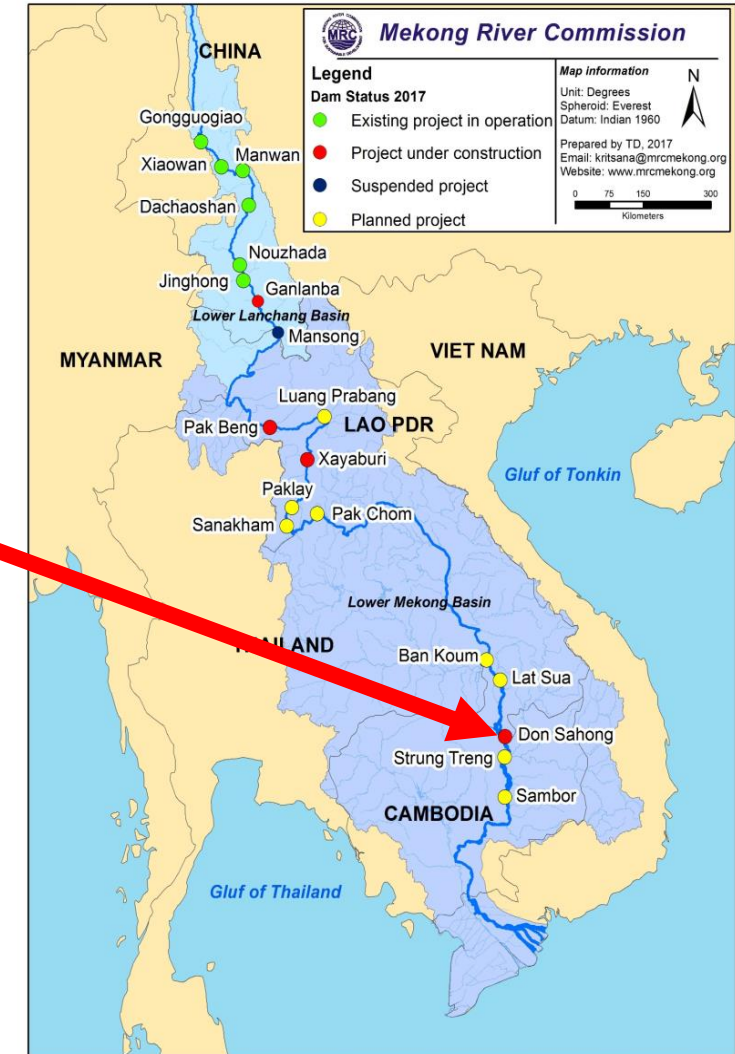 MRC
Mekong River Commission
Legend
Dam Status 2017
Existing project in operation
Project under construction
Suspended project
Planned project
Map information
Unit: Degrees
Spheroid: Everest
Datum: Indian 1960
Prepared by TD, 2017
Email: kritsana@mrcmekong.org
Website: www.mrcmekong.org
N
0 75 150 300
Kilometers
CHINA
Gongguogiao
Xiaowan
Manwan
Dachaoshan
Nouzhada
Jinghong
Ganlanba
Lower Lanchang Basin
Mansong
MYANMAR
VIET NAM
Luang Prabang
Pak Beng
LAO PDR
Xayaburi
Gluf of Tonkin
Paklay
Pak Chom
Sanakham
Lower Mekong Basin
THAILAND
Ban Koum
Lat Sua
Don Sahong
Strung Treng
Sambor
CAMBODIA
Gluf of Thailand